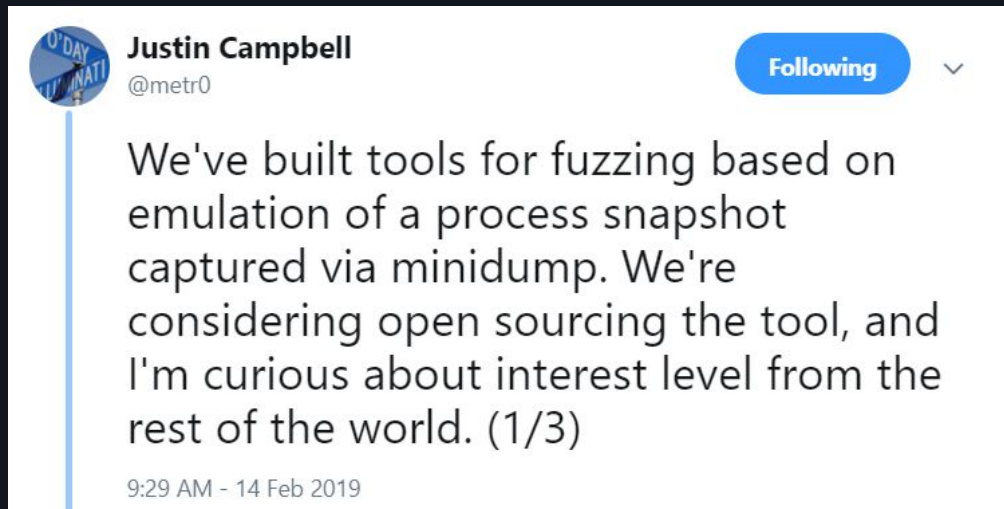 O'DAY
Justin Campbell
@metr0
Following
We've built tools for fuzzing based on
emulation of a process snapshot
captured via minidump. We're
considering open sourcing the tool, and
I'm curious about interest level from the
rest of the world. (1/3)
9:29 AM - 14 Feb 2019